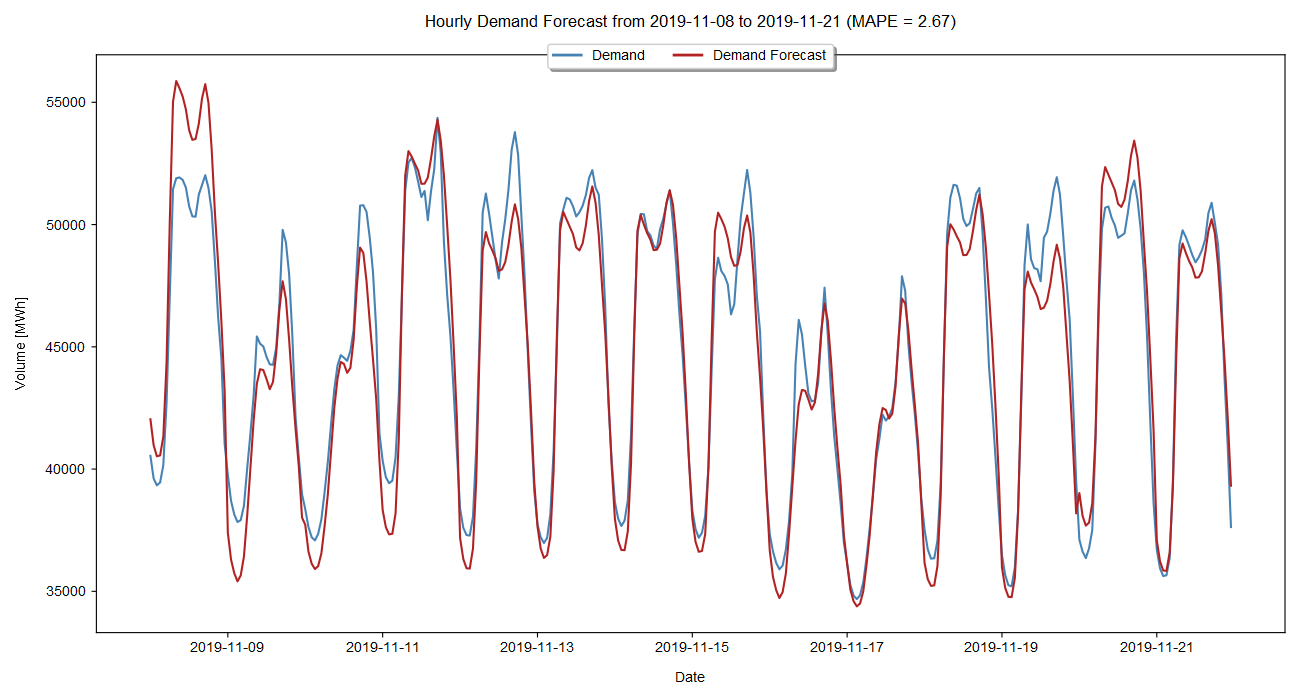 Hourly Demand Forecast from 2019-11-08 to 2019-11-21 (MAPE = 2.67)
Demand Demand Forecast
55000
50000
45000
40000
35000
Volume [MWh]
2019-11-09 2019-11-11 2019-11-13 2019-11-15 2019-11-17 2019-11-19 2019-11-21
Date